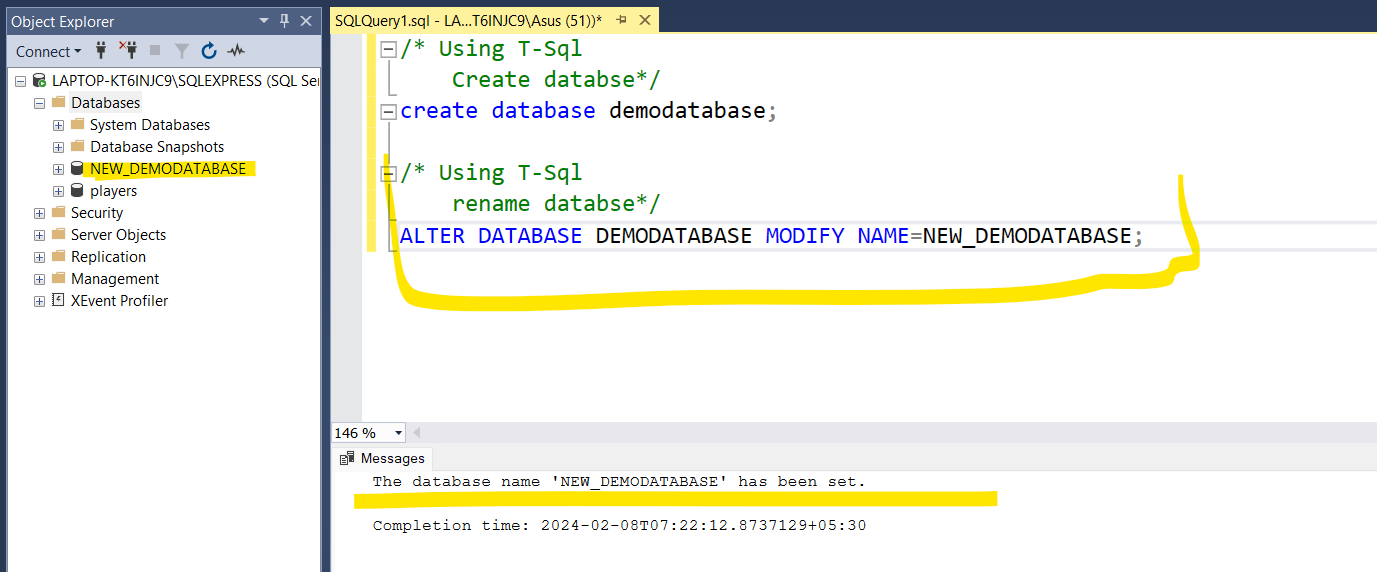 Object Explorer
Connect
LAPTOP-KT6INJC9\SQLEXPRESS (SQL Ser
Databases
System Databases
Database Snapshots
NEW_DEMODATABASE
players
Security
Server Objects
Replication
Management
XEvent Profiler
SQLQuery1.sql - LA...T6INJC9\Asus (51))*
/* Using T-Sql
Create databse*/
create database demodatabase;
/* Using T-Sql
rename databse*/
ALTER DATABASE DEMODATABASE MODIFY NAME=NEW_DEMODATABASE;
146 %
Messages
The database name 'NEW_DEMODATABASE' has been set.
Completion time: 2024-02-08T07:22:12.8737129+05:30